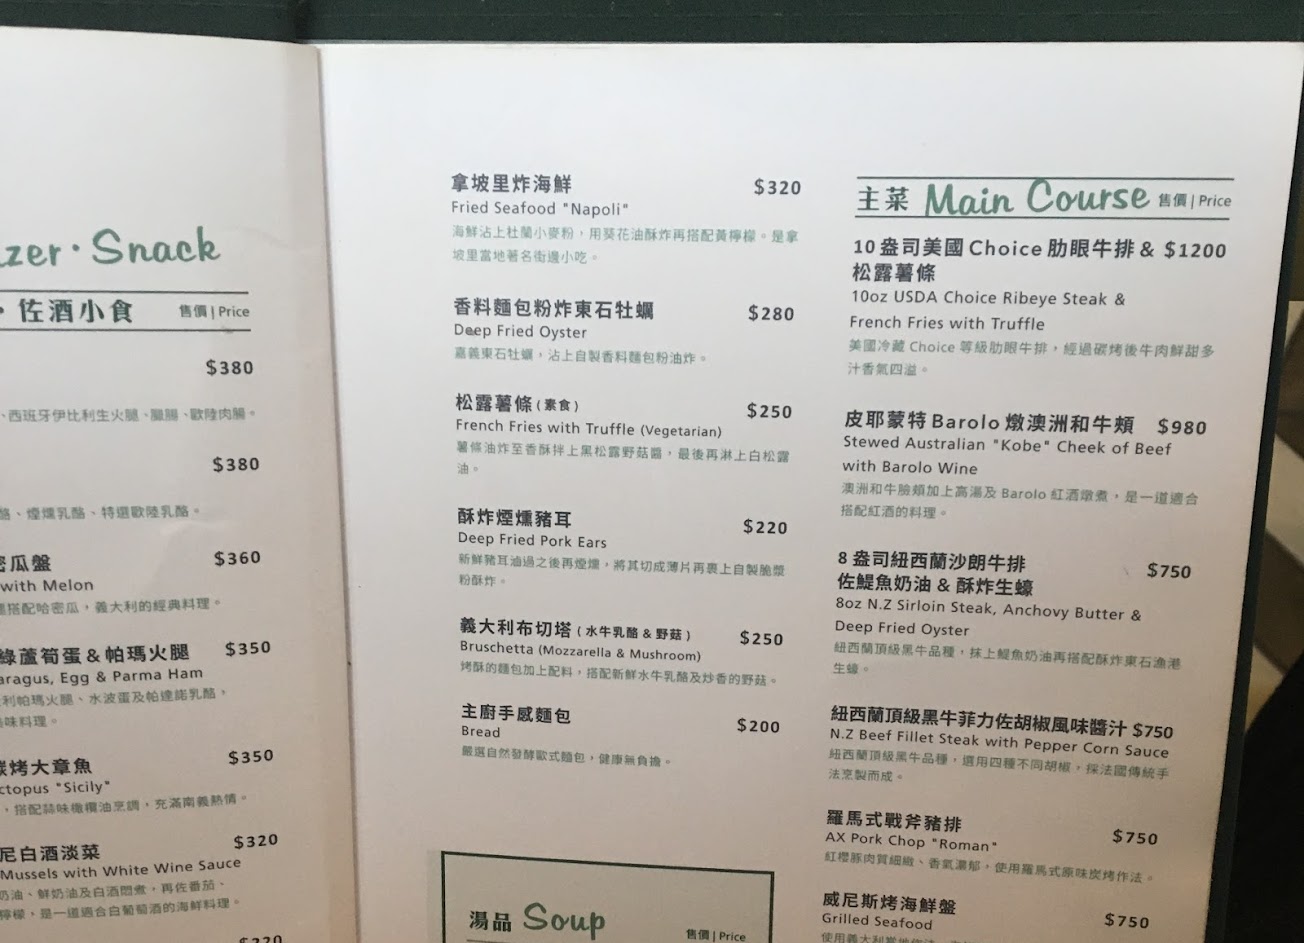 zer · Snack
· 佐酒小食 售價 | Price
$380
、西班牙伊比利生火腿、臘腸、歐陸肉腸。
$380
酪、煙燻乳酪、特選歐陸乳酪。
密瓜盤 $360
with Melon
搭配哈密瓜，義大利的經典料理。
綠蘆筍蛋 & 帕瑪火腿 $350
aragus, Egg & Parma Ham
利帕瑪火腿、水波蛋及帕達諾乳酪，
味料理。
碳烤大章魚 $350
ctopus "Sicily"
、搭配蒜味橄欖油烹調，充滿南義熱情。
尼白酒淡菜 $320
Mussels with White Wine Sauce
奶油、鮮奶油及白酒悶煮，再佐番茄、
檸檬，是一道適合白葡萄酒的海鮮料理。
拿坡里炸海鮮 $320
Fried Seafood "Napoli"
海鮮沾上杜蘭小麥粉，用葵花油酥炸再搭配黃檸檬。是拿
坡里當地著名街邊小吃。
香料麵包粉炸東石牡蠣 $280
Deep Fried Oyster
嘉義東石牡蠣，沾上自製香料麵包粉油炸。
松露薯條 (素食) $250
French Fries with Truffle (Vegetarian)
薯條油炸至香酥拌上黑松露野菇醬，最後再淋上白松露
油。
酥炸煙燻豬耳 $220
Deep Fried Pork Ears
新鮮豬耳滷過之後再煙燻，將其切成薄片再裹上自製脆漿
粉酥炸。
義大利布切塔 (水牛乳酪 & 野菇) $250
Bruschetta (Mozzarella & Mushroom)
烤酥的麵包加上配料，搭配新鮮水牛乳酪及炒香的野菇。
主廚手感麵包 $200
Bread
嚴選自然發酵歐式麵包，健康無負擔。
湯品 Soup 售價 | Price
主菜 Main Course 售價 | Price
10 盎司美國 Choice 肋眼牛排 & $1200
松露薯條
10oz USDA Choice Ribeye Steak &
French Fries with Truffle
美國冷藏 Choice 等級肋眼牛排，經過碳烤後牛肉鮮甜多
汁香氣四溢。
皮耶蒙特 Barolo 燉澳洲和牛頰 $980
Stewed Australian "Kobe" Cheek of Beef
with Barolo Wine
澳洲和牛臉頰加上高湯及 Barolo 紅酒燉煮，是一道適合
搭配紅酒的料理。
8 盎司紐西蘭沙朗牛排 $750
佐鯷魚奶油 & 酥炸生蠔
8oz N.Z Sirloin Steak, Anchovy Butter &
Deep Fried Oyster
紐西蘭頂級黑牛品種，抹上鯷魚奶油再搭配酥炸東石漁港
生蠔。
紐西蘭頂級黑牛菲力佐胡椒風味醬汁 $750
N.Z Beef Fillet Steak with Pepper Corn Sauce
紐西蘭頂級黑牛品種，選用四種不同胡椒，採法國傳統手
法烹製而成。
羅馬式戰斧豬排 $750
AX Pork Chop "Roman"
紅櫻豚肉質細緻、香氣濃郁，使用羅馬式原味炭烤作法。
威尼斯烤海鮮盤 $750
Grilled Seafood